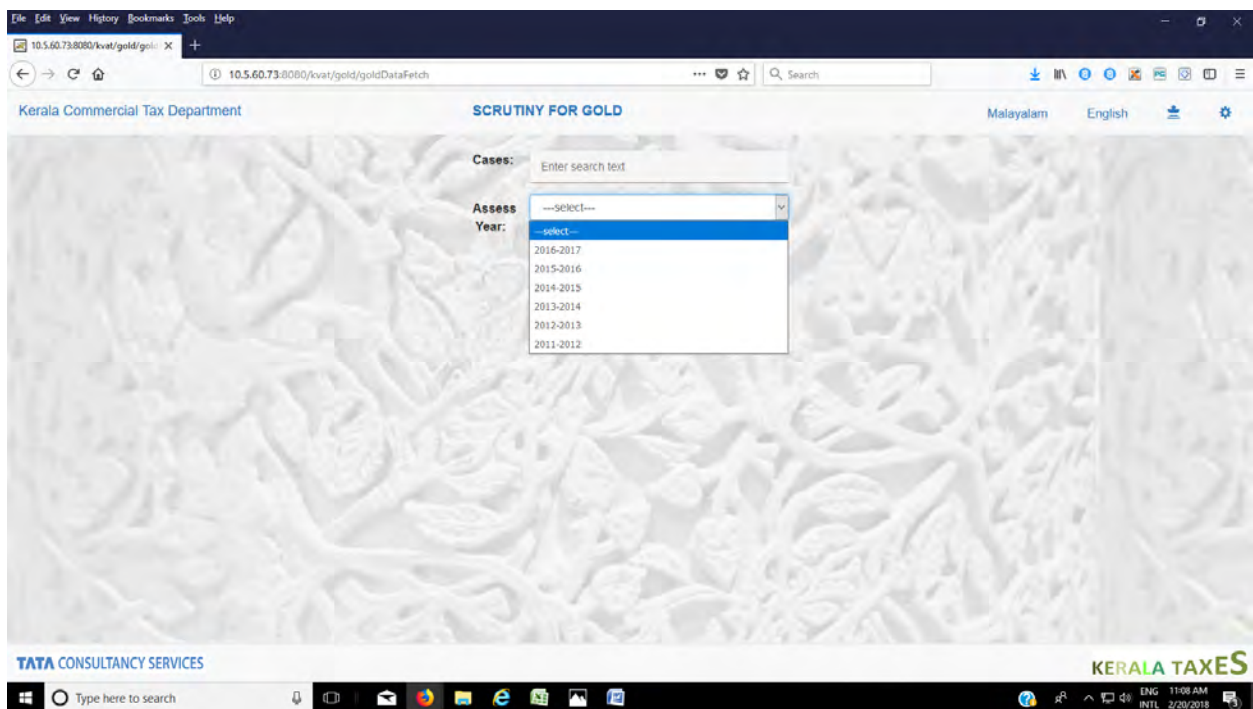 File Edit View History Bookmarks Tools Help
10.5.60.73:8080/kvat/gold/gol
10.5.60.73:8080/kvat/gold/goldDataFetch
Search
Kerala Commercial Tax Department
SCRUTINY FOR GOLD
Malayalam English
Cases:
Enter search text
Assess Year:
---select---
---select---
2016-2017
2015-2016
2014-2015
2013-2014
2012-2013
2011-2012
TATA CONSULTANCY SERVICES
KERALA TAXES
Type here to search
ENG 11:08 AM
INTL 2/20/2018